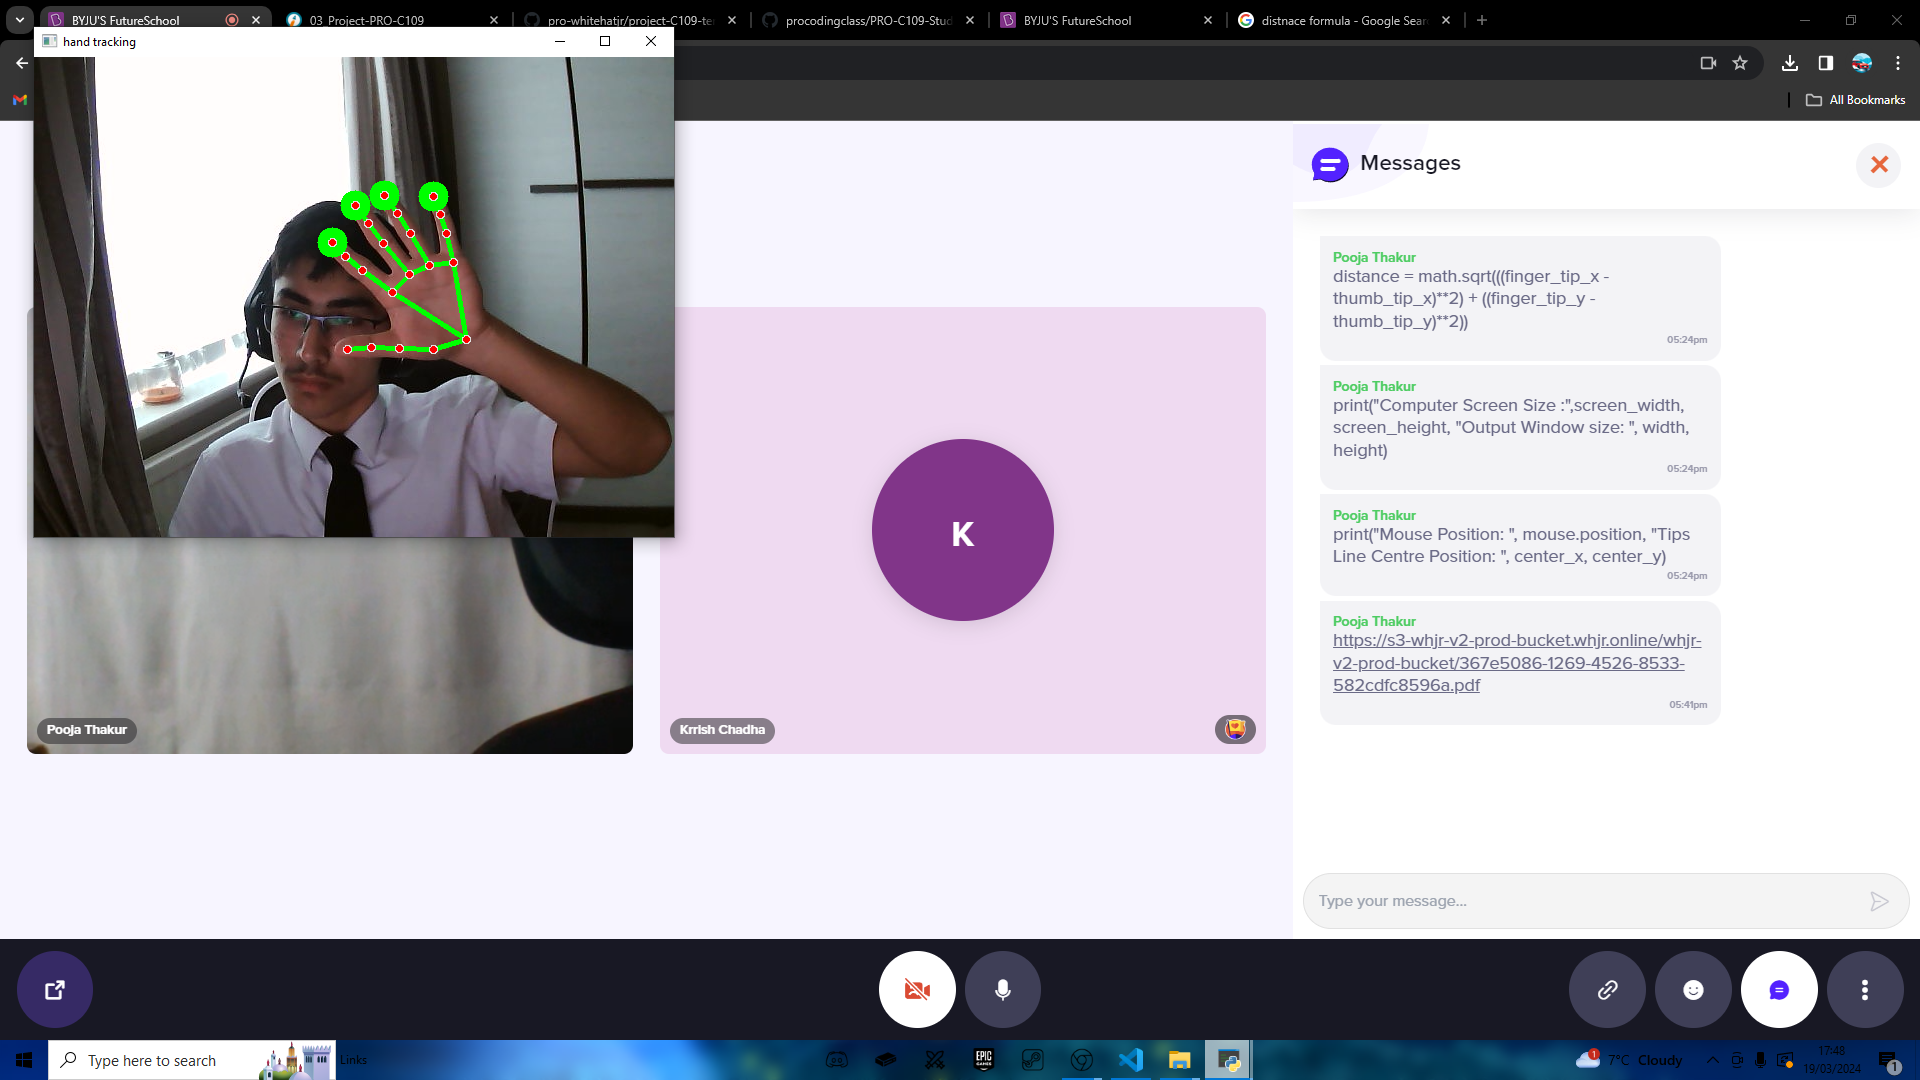 BYJU'S FutureSchool
03_Project-PRO-C109
pro-whitehatjr/project-C109-te
procodingclass/PRO-C109-Stud
BYJU'S FutureSchool
distnace formula - Google Sear
hand tracking
All Bookmarks
Messages
Pooja Thakur
distance = math.sqrt(((finger_tip_x -
thumb_tip_x)**2) + ((finger_tip_y -
thumb_tip_y)**2))
05:24pm
Pooja Thakur
print("Computer Screen Size :",screen_width,
screen_height, "Output Window size: ", width,
height)
05:24pm
Pooja Thakur
print("Mouse Position: ", mouse.position, "Tips
Line Centre Position: ", center_x, center_y)
05:24pm
Pooja Thakur
https://s3-whjr-v2-prod-bucket.whjr.online/whjr-
v2-prod-bucket/367e5086-1269-4526-8533-
582cdfc8596a.pdf
05:41pm
K
Pooja Thakur
Krrish Chadha
Type your message...
Type here to search
Links
EPIC
GAMES
1
7°C Cloudy
17:48
19/03/2024
1